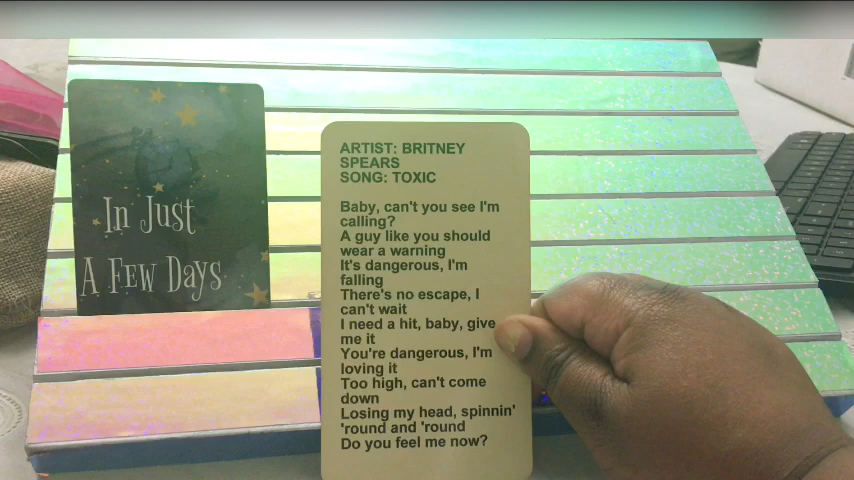 In Just
A Few Days
ARTIST: BRITNEY
SPEARS
SONG: TOXIC
Baby, can't you see I'm
calling?
A guy like you should
wear a warning
It's dangerous, I'm
falling
There's no escape, I
can't wait
I need a hit, baby, give
me it
You're dangerous, I'm
loving it
Too high, can't come
down
Losing my head, spinnin'
'round and 'round
Do you feel me now?